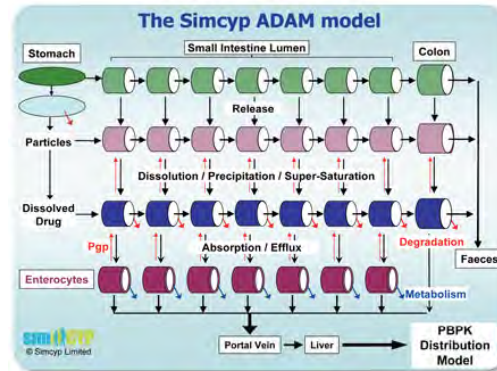 The Simcyp ADAM model
Stomach
Small Intestine Lumen
Colon
Release
Particles
Dissolution / Precipitation / Super-Saturation
Dissolved
Drug
Pgp
Absorption / Efflux
Degradation
Faeces
Enterocytes
Metabolism
simCYP
© Simcyp Limited
Portal Vein
Liver
PBPK
Distribution
Model